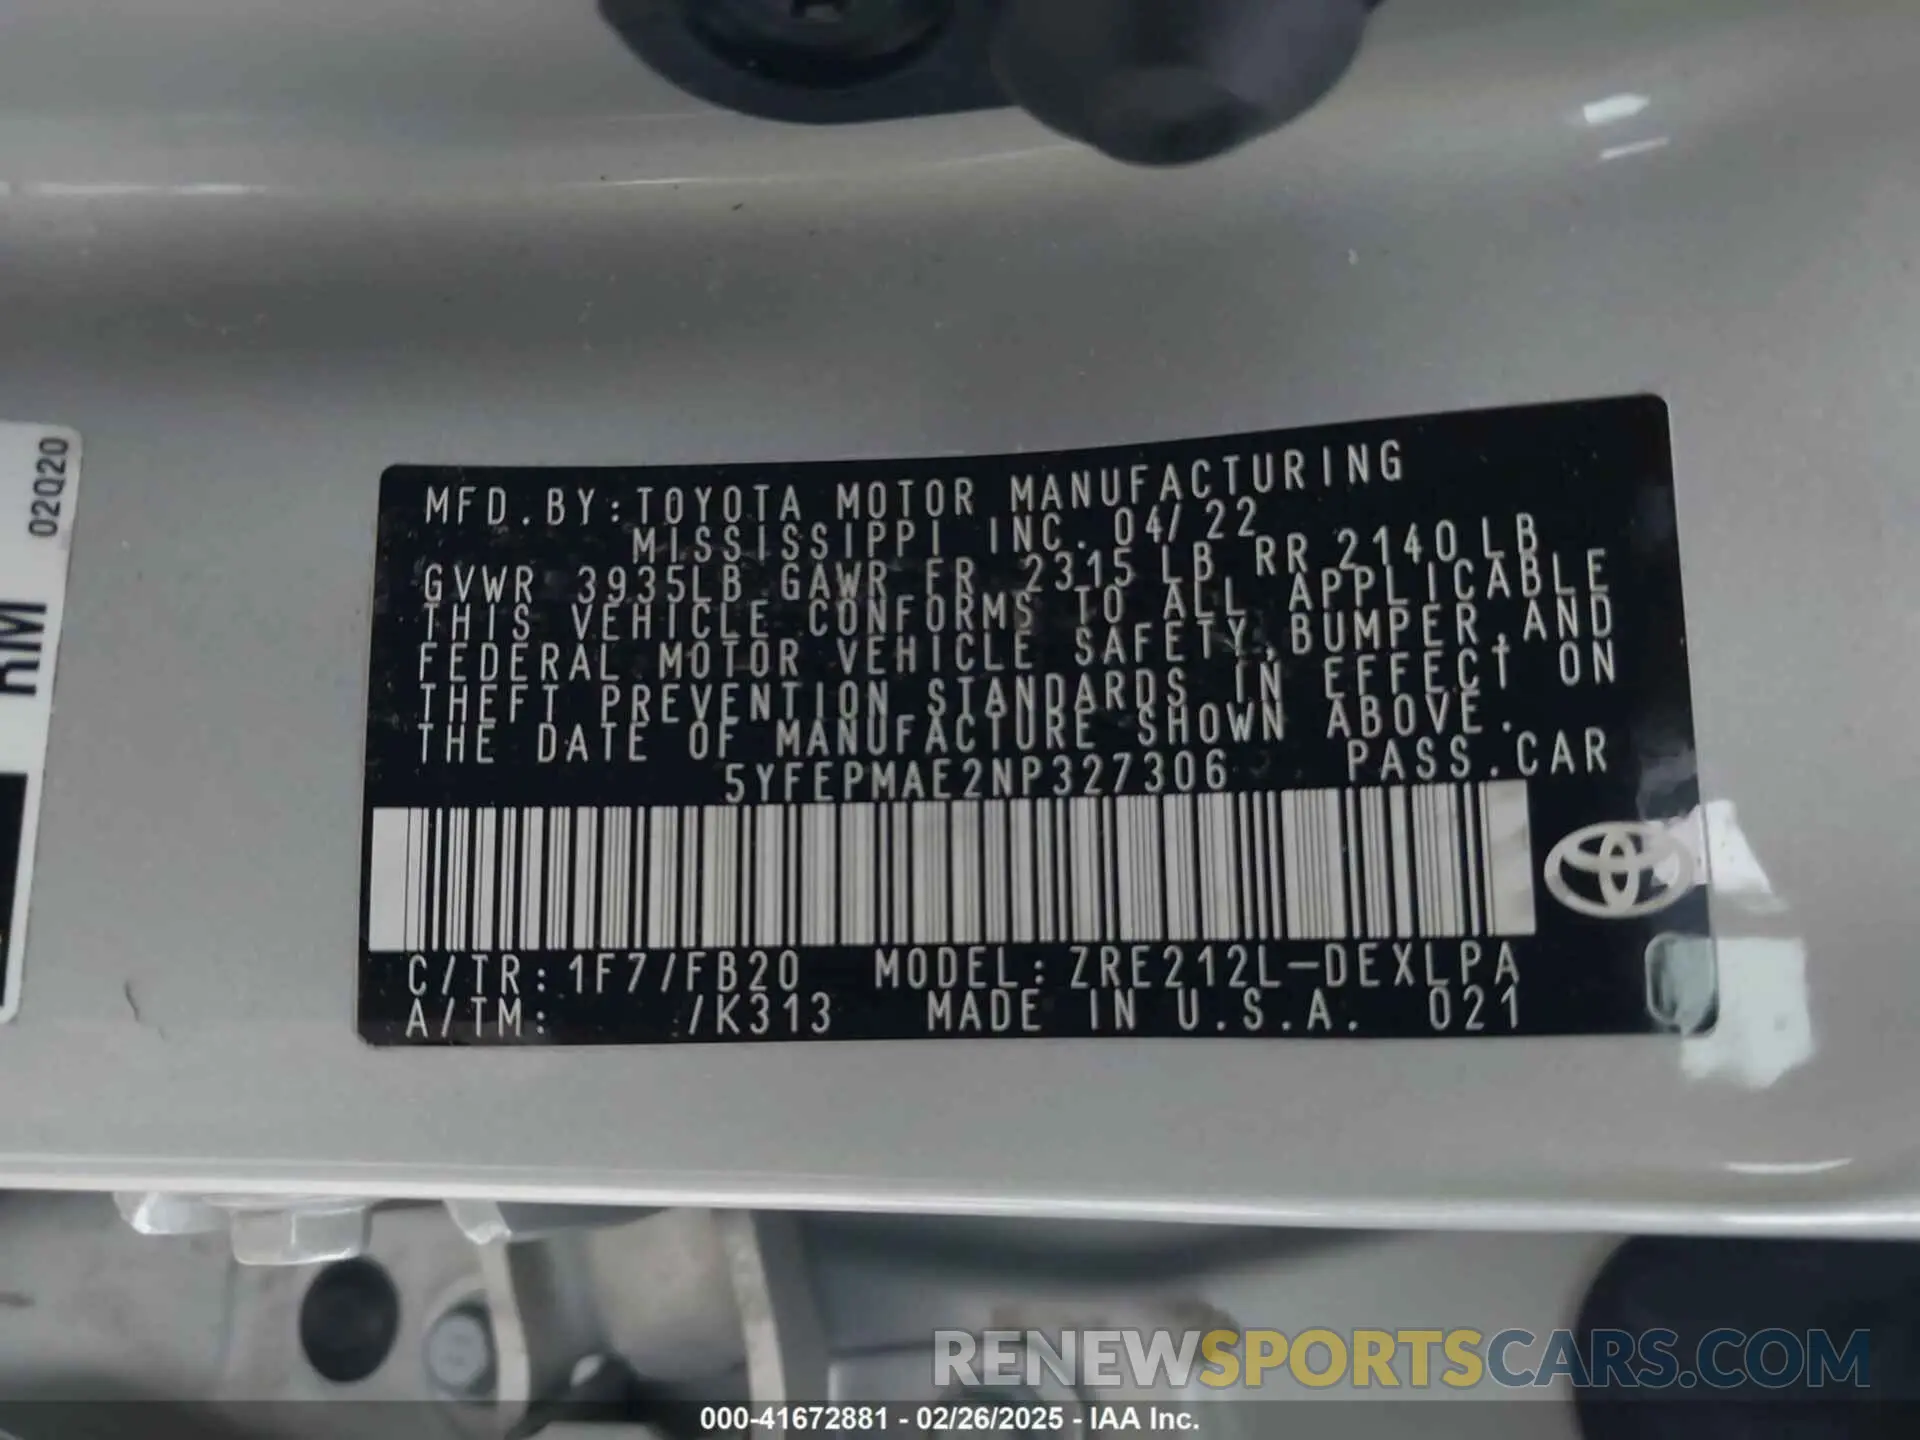 02Q20
MFD.BY:TOYOTA MOTOR MANUFACTURING
MISSISSIPPI INC. 04/22
GVWR 3935LB GAWR FR 2315 LB RR 2140 LB
THIS VEHICLE CONFORMS TO ALL APPLICABLE
FEDERAL MOTOR VEHICLE SAFETY,BUMPER,AND
THEFT PREVENTION STANDARDS IN EFFECT ON
THE DATE OF MANUFACTURE SHOWN ABOVE.
5YFEPMAE2NP327306 PASS.CAR
C/TR:1F7/FB20 MODEL:ZRE212L-DEXLPA
A/TM: /K313 MADE IN U.S.A. 021
RENEWSPORTSCARS.COM
000-41672881 - 02/26/2025 - IAA Inc.